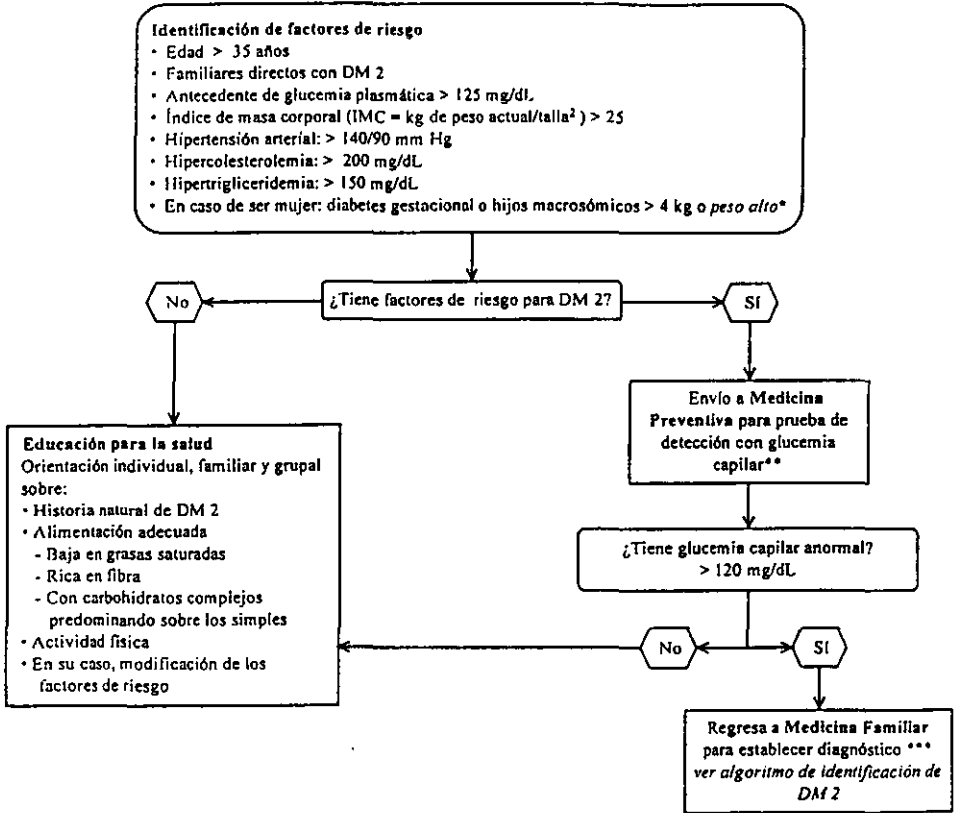 Identificación de factores de riesgo
• Edad > 35 años
• Familiares directos con DM 2
• Antecedente de glucemia plasmática > 125 mg/dL
• Índice de masa corporal (IMC = kg de peso actual/talla²) > 25
• Hipertensión arterial: > 140/90 mm Hg
• Hipercolesterolemia: > 200 mg/dL
• Hipertrigliceridemia: > 150 mg/dL
• En caso de ser mujer: diabetes gestacional o hijos macrosómicos > 4 kg o peso alto*
No
¿Tiene factores de riesgo para DM 2?
Sí
Envío a Medicina
Preventiva para prueba de
detección con glucemia
capilar**
Educación para la salud
Orientación individual, familiar y grupal
sobre:
• Historia natural de DM 2
• Alimentación adecuada
- Baja en grasas saturadas
- Rica en fibra
- Con carbohidratos complejos
predominando sobre los simples
• Actividad física
• En su caso, modificación de los
factores de riesgo
¿Tiene glucemia capilar anormal?
> 120 mg/dL
No
Sí
Regresa a Medicina Familiar
para establecer diagnóstico ***
ver algoritmo de identificación de
DM 2